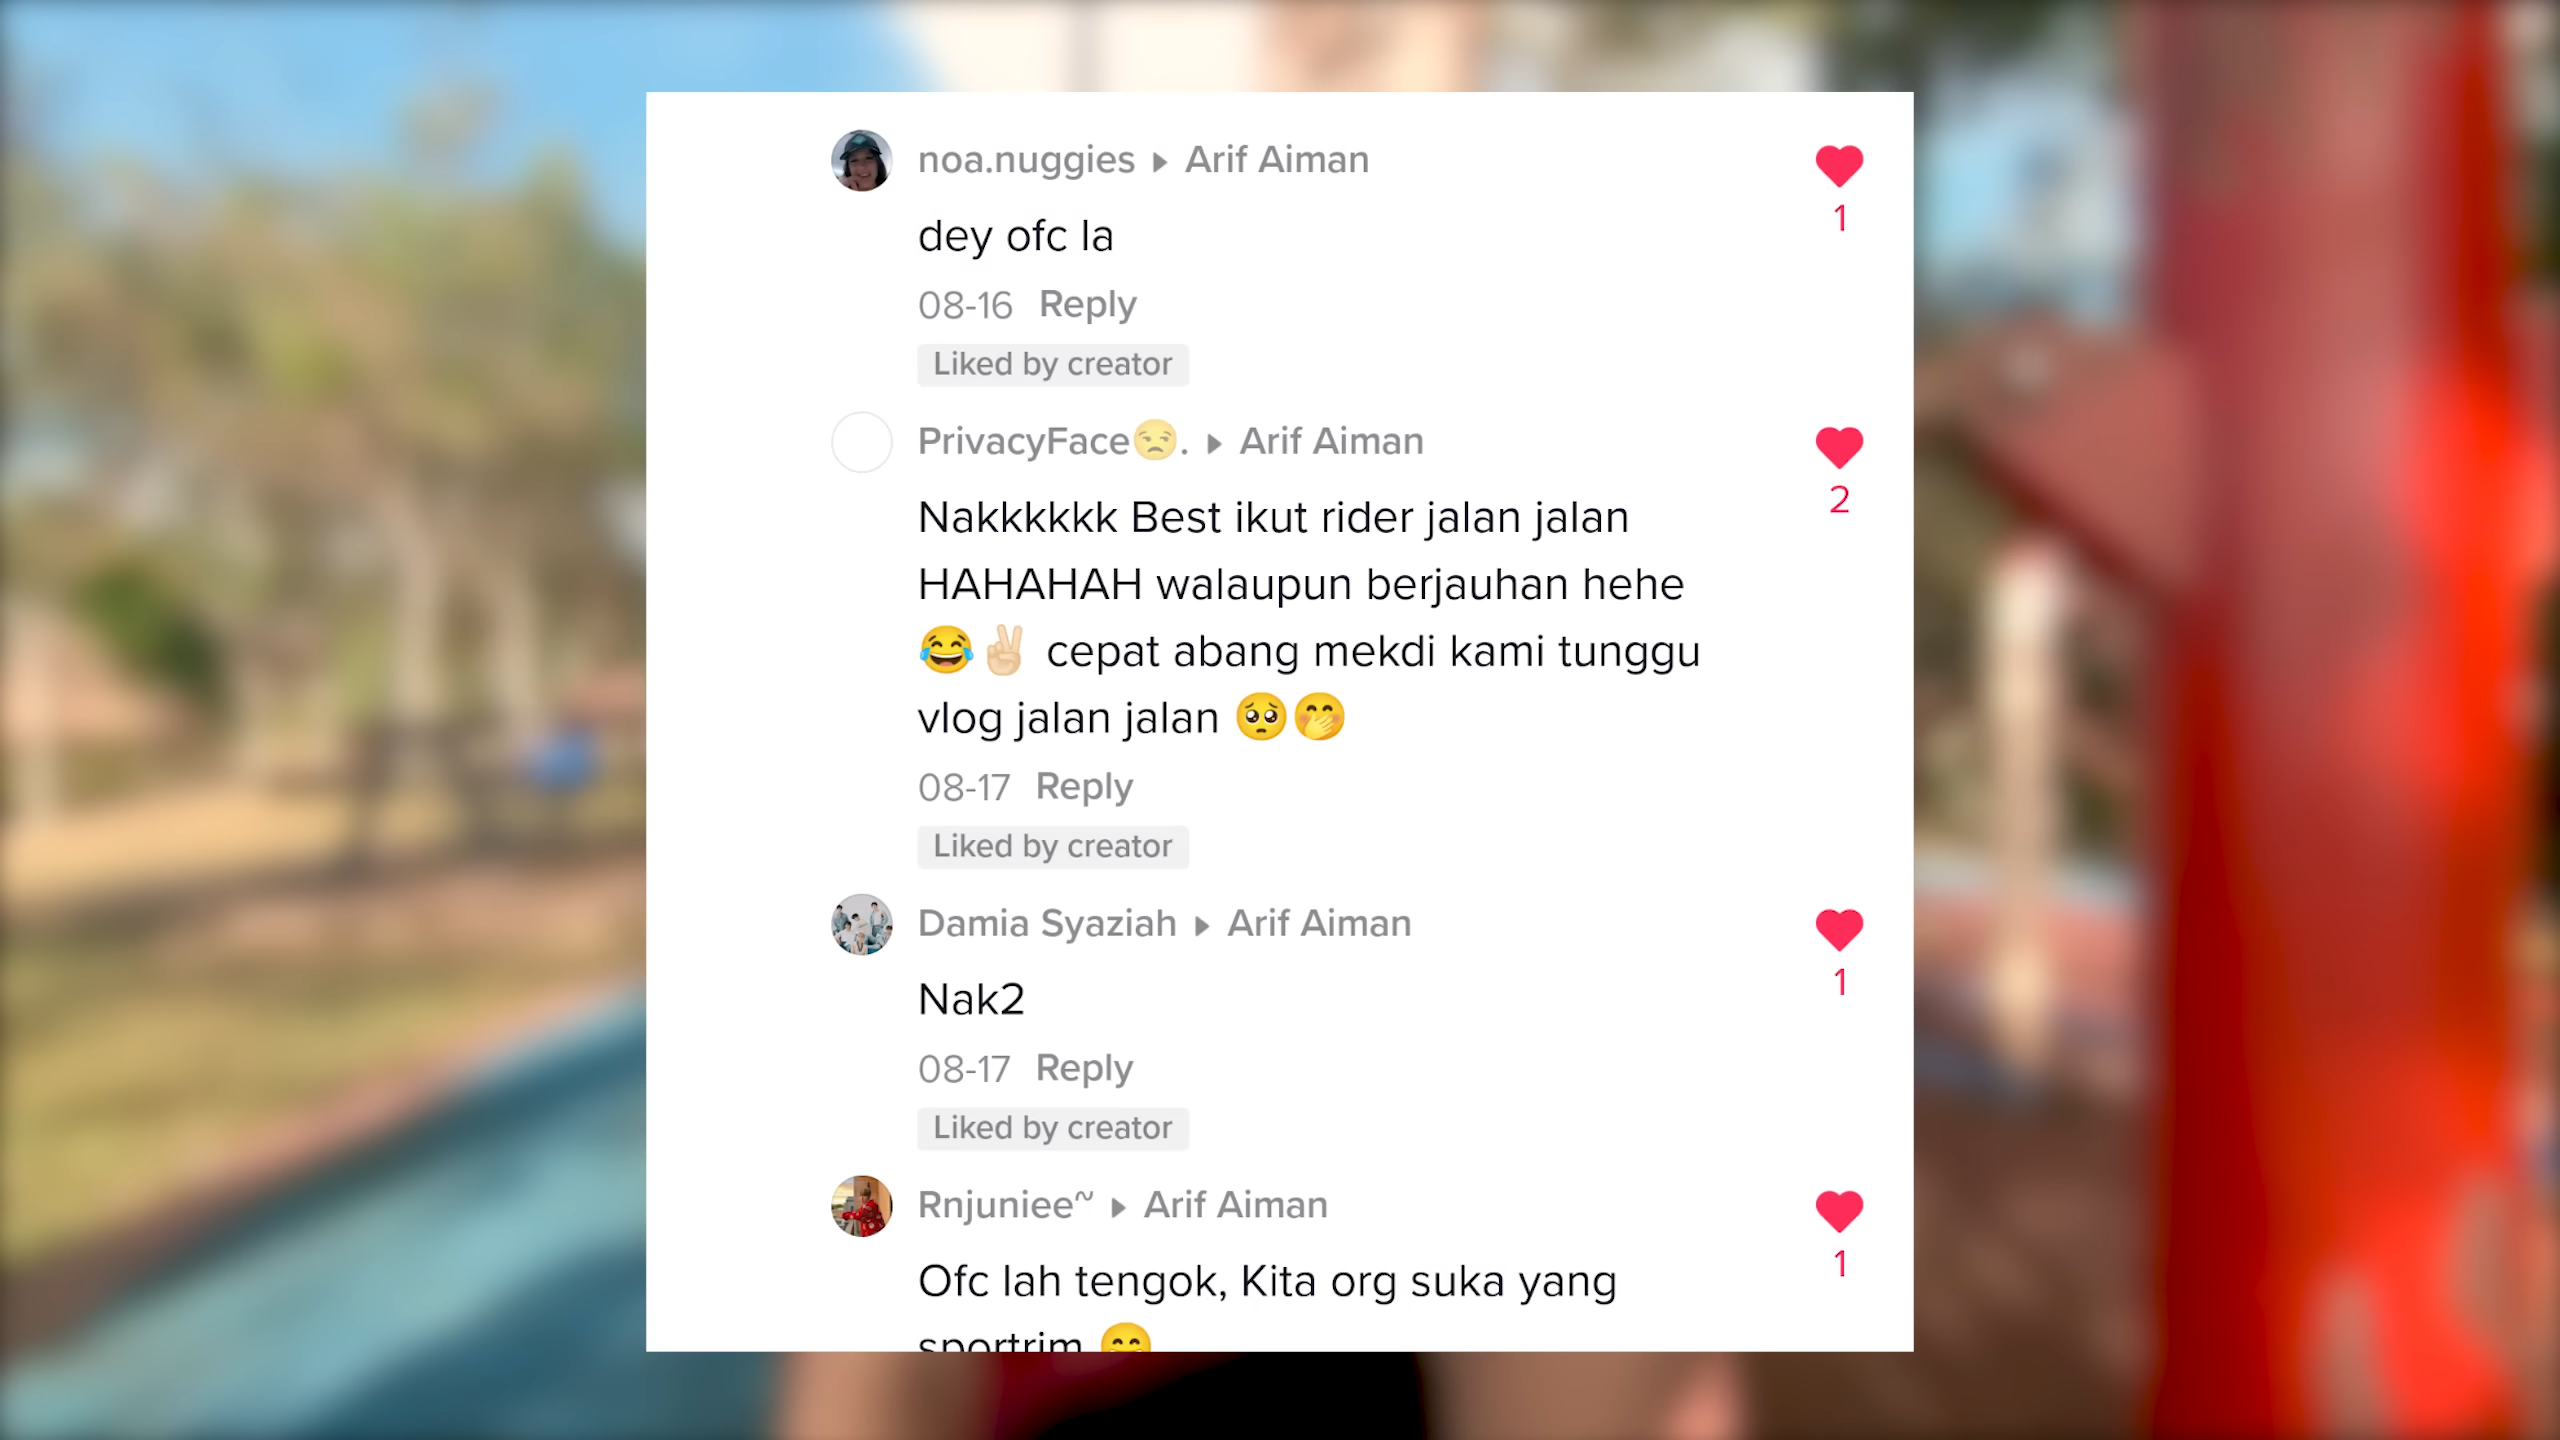 noa.nuggies ▸ Arif Aiman
1
dey ofc la
08-16 Reply
Liked by creator
PrivacyFace😒. ▸ Arif Aiman
2
Nakkkkkk Best ikut rider jalan jalan
HAHAHAH walaupun berjauhan hehe
😂✌🏻 cepat abang mekdi kami tunggu
vlog jalan jalan 🥺🤭
08-17 Reply
Liked by creator
Damia Syaziah ▸ Arif Aiman
1
Nak2
08-17 Reply
Liked by creator
Rnjuniee~ ▸ Arif Aiman
1
Ofc lah tengok, Kita org suka yang
sportrim 🤗